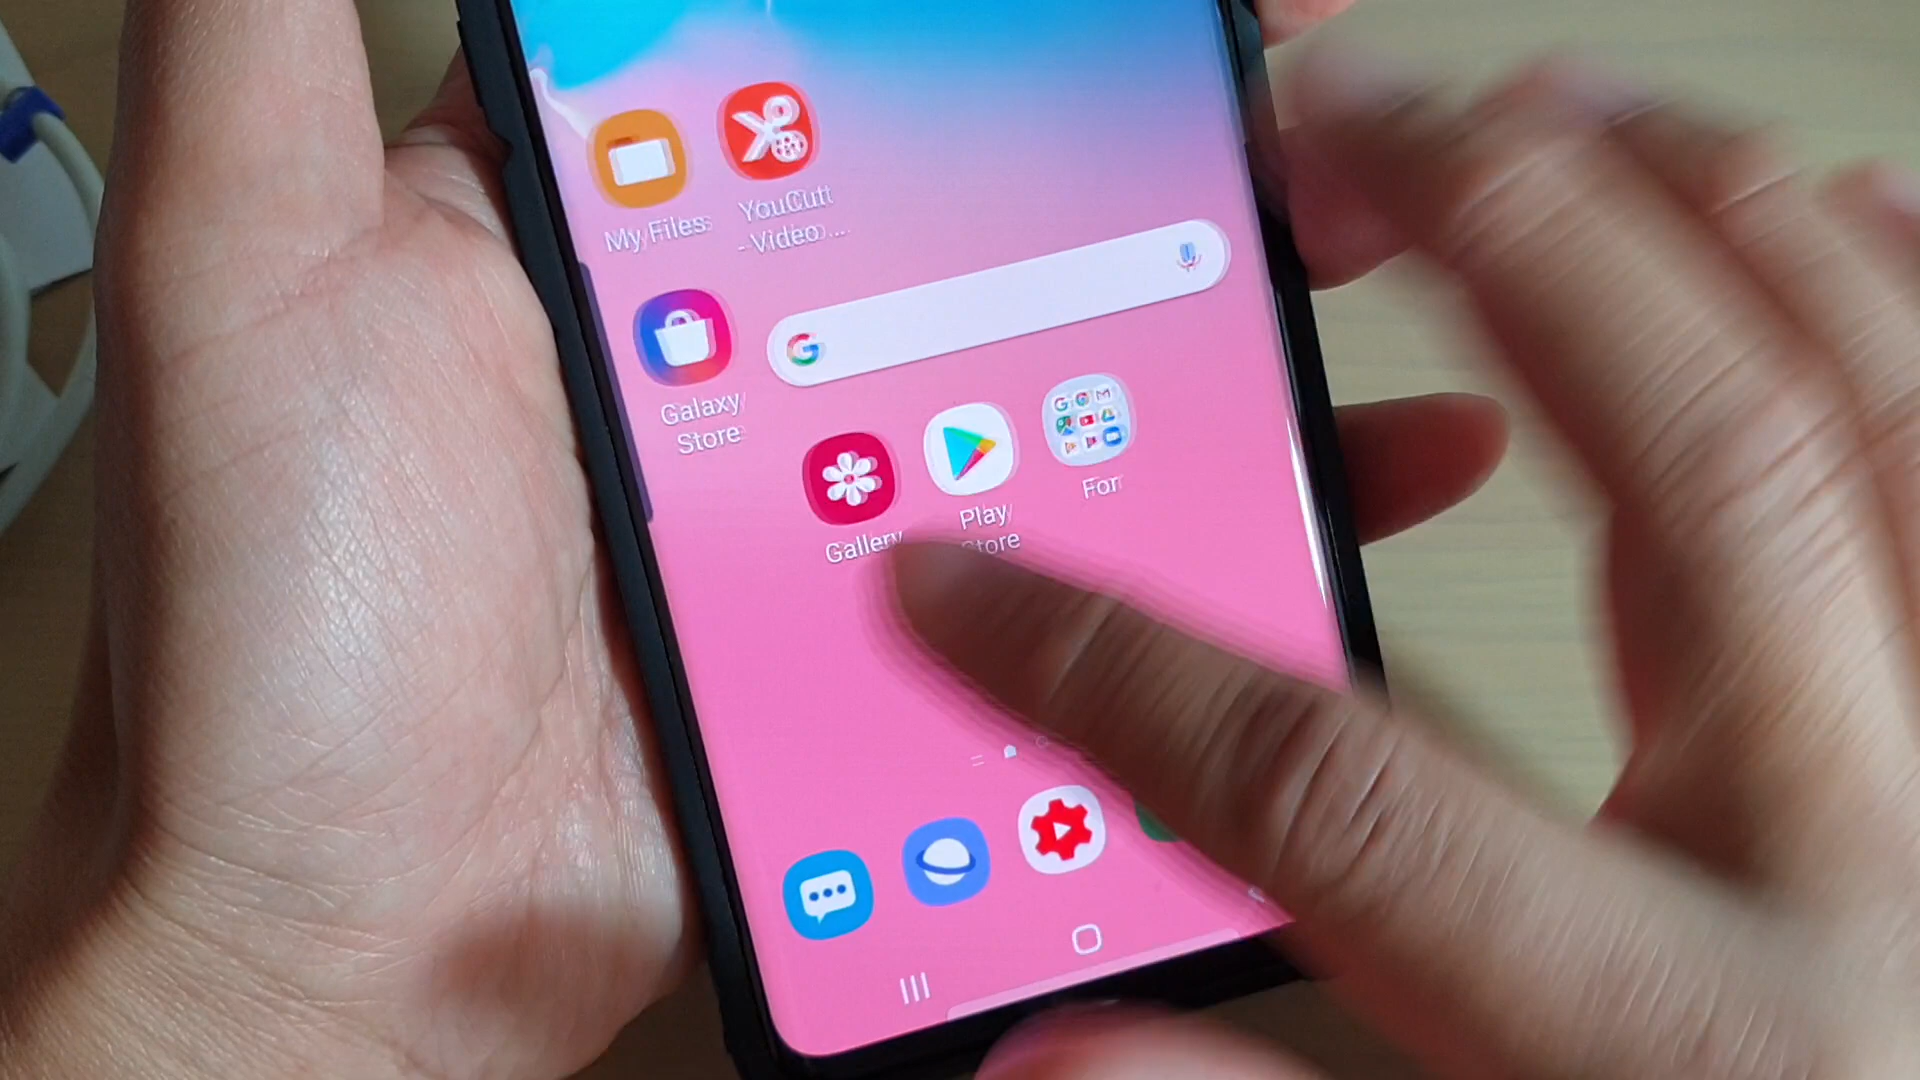 My Files
YouCut
- Video ...
Galaxy
Store
Gallery
Play
Store
For